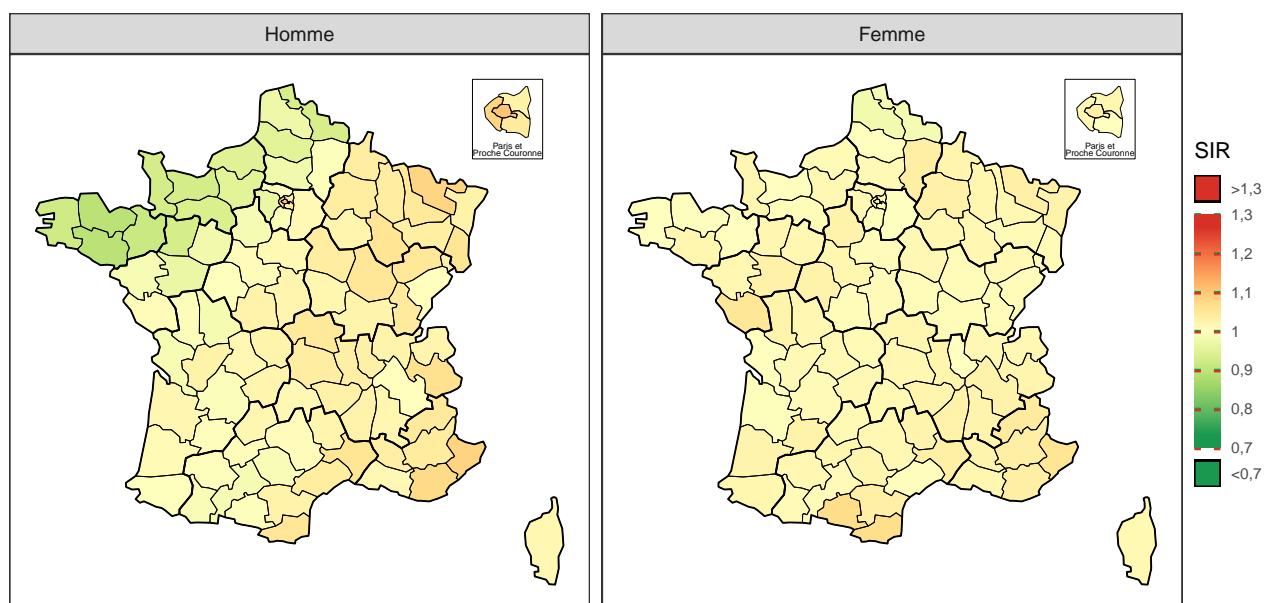 Homme
Femme
Paris et
Proche Couronne
Paris et
Proche Couronne
SIR
>1,3
1,3
1,2
1,1
1
0,9
0,8
0,7
<0,7